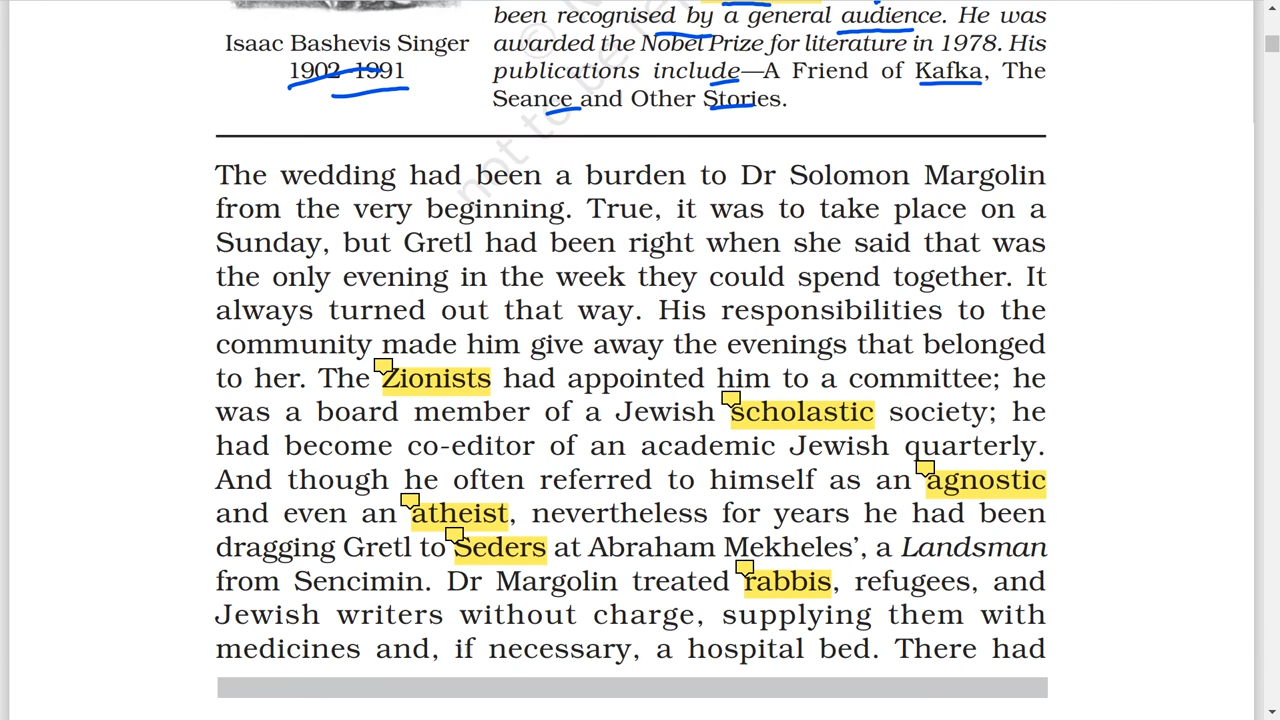 been recognised by a general audience. He was
Isaac Bashevis Singer
awarded the Nobel Prize for literature in 1978. His
1902-1991
publications include—A Friend of Kafka, The
Seance and Other Stories.
not to be re
The wedding had been a burden to Dr Solomon Margolin
from the very beginning. True, it was to take place on a
Sunday, but Gretl had been right when she said that was
the only evening in the week they could spend together. It
always turned out that way. His responsibilities to the
community made him give away the evenings that belonged
to her. The Zionists had appointed him to a committee; he
was a board member of a Jewish scholastic society; he
had become co-editor of an academic Jewish quarterly.
And though he often referred to himself as an agnostic
and even an atheist, nevertheless for years he had been
dragging Gretl to Seders at Abraham Mekheles’, a Landsman
from Sencimin. Dr Margolin treated rabbis, refugees, and
Jewish writers without charge, supplying them with
medicines and, if necessary, a hospital bed. There had